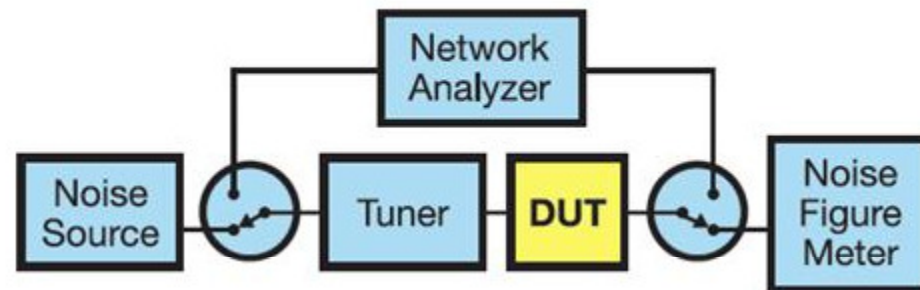 Network
Analyzer
Noise
Source
Tuner
DUT
Noise
Figure
Meter